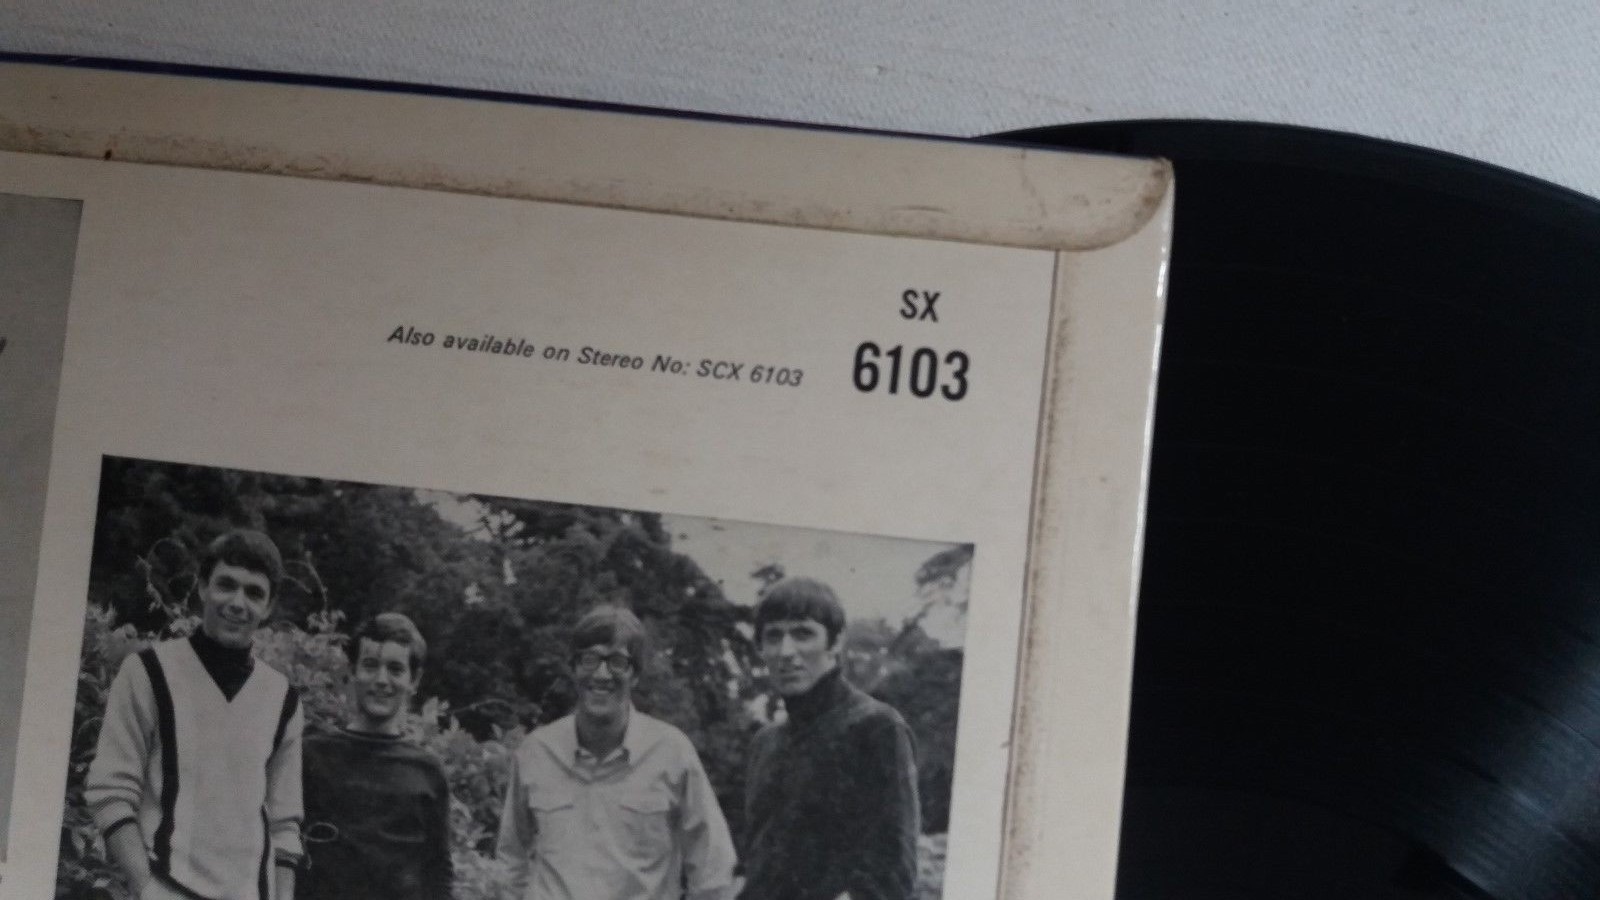 SX
Also available on Stereo No: SCX 6103
6103